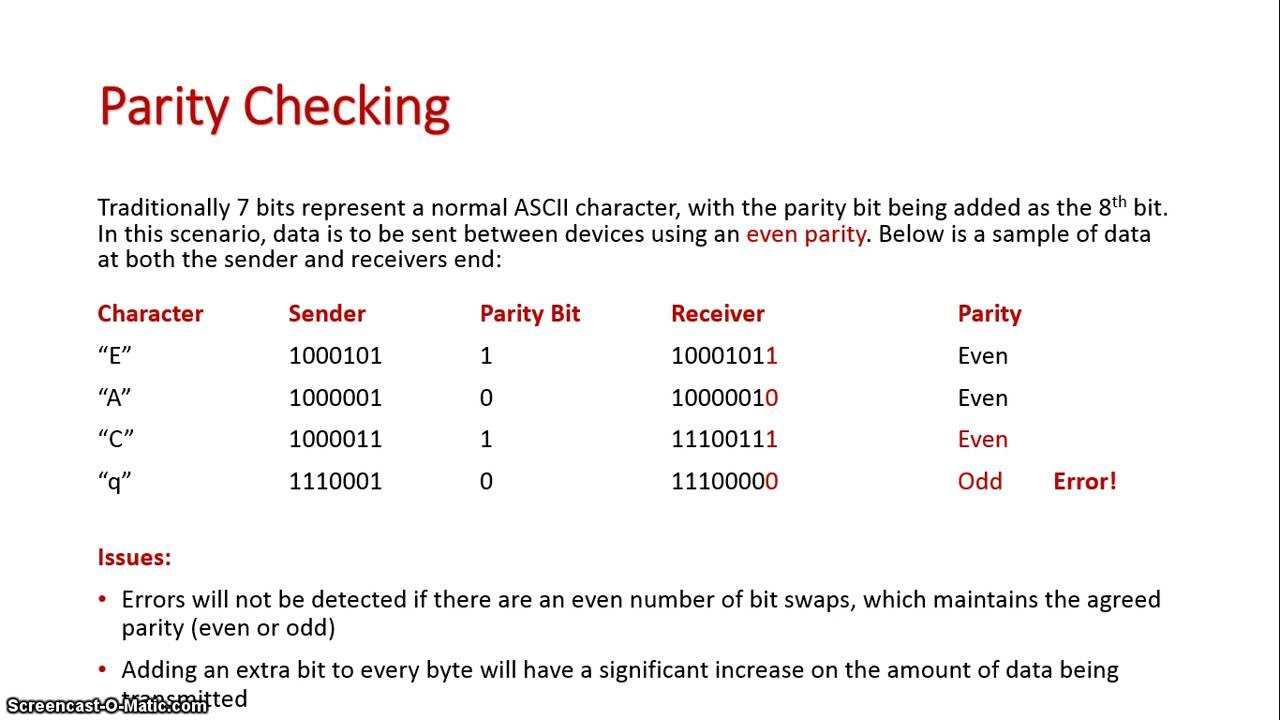 Parity Checking
Traditionally 7 bits represent a normal ASCII character, with the parity bit being added as the 8th bit.
In this scenario, data is to be sent between devices using an even parity. Below is a sample of data
at both the sender and receivers end:
Character Sender Parity Bit Receiver Parity
“E” 1000101 1 10001011 Even
“A” 1000001 0 10000010 Even
“C” 1000011 1 11100111 Even
“q” 1110001 0 11100000 Odd Error!
Issues:
• Errors will not be detected if there are an even number of bit swaps, which maintains the agreed
parity (even or odd)
• Adding an extra bit to every byte will have a significant increase on the amount of data being
transmitted
Screencast-O-Matic.com